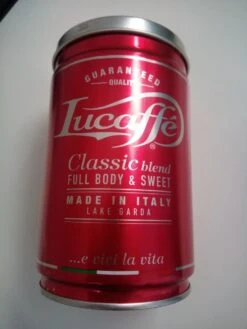 GUARANTEED
QUALITY
Lucaffé®
Classic blend
FULL BODY & SWEET
MADE IN ITALY
LAKE GARDA
...e vivi la vita